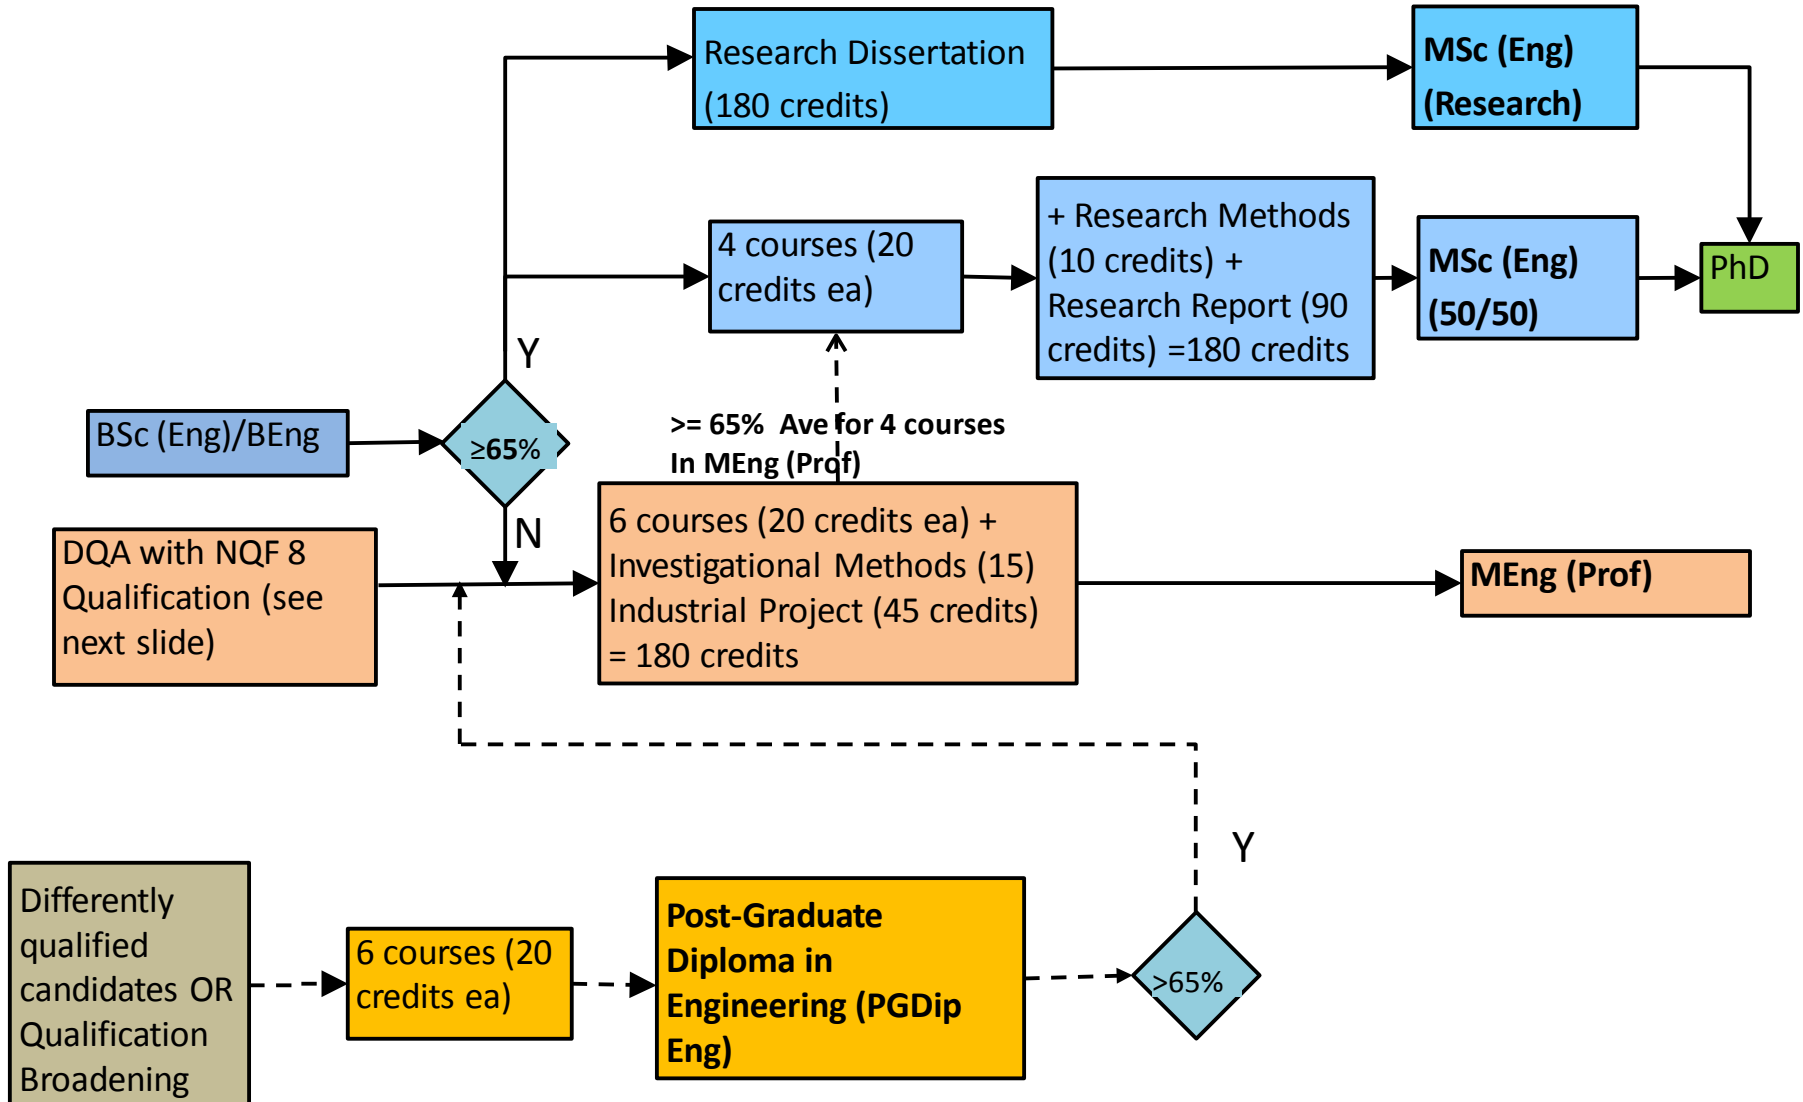 Research Dissertation
(180 credits)
MSc (Eng)
(Research)
4 courses (20
credits ea)
+ Research Methods
(10 credits) +
Research Report (90
credits) =180 credits
MSc (Eng)
(50/50)
PhD
Y
BSc (Eng)/BEng
≥65%
>= 65% Ave for 4 courses
In MEng (Prof)
N
DQA with NQF 8
Qualification (see
next slide)
6 courses (20 credits ea) +
Investigational Methods (15)
Industrial Project (45 credits)
= 180 credits
MEng (Prof)
Y
Differently
qualified
candidates OR
Qualification
Broadening
6 courses (20
credits ea)
Post-Graduate
Diploma in
Engineering (PGDip
Eng)
>65%